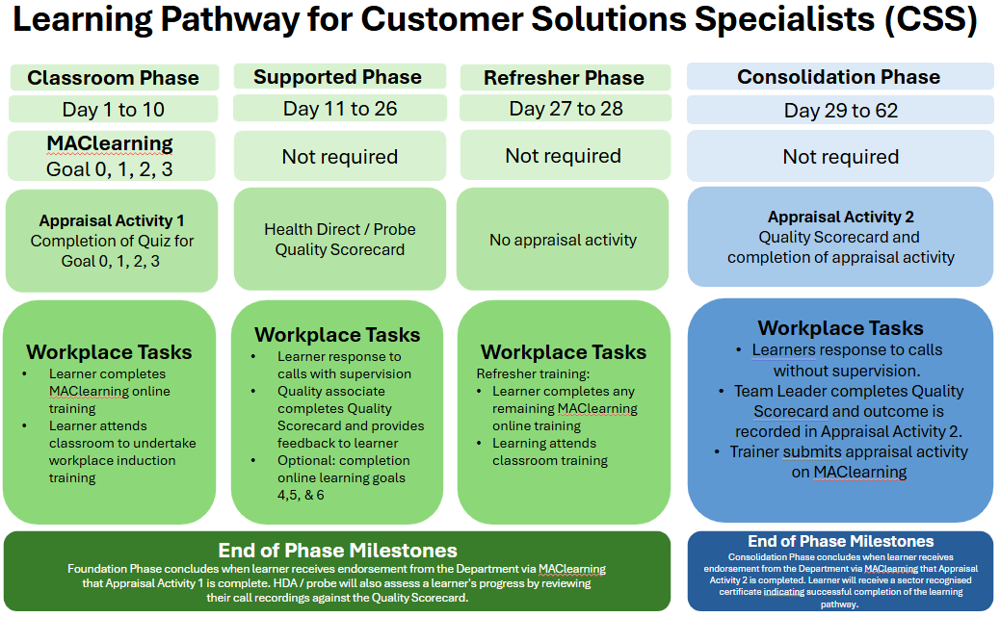 Learning Pathway for Customer Solutions Specialists (CSS)
Classroom Phase
Day 1 to 10
MAClearning
Goal 0, 1, 2, 3
Appraisal Activity 1
Completion of Quiz for
Goal 0, 1, 2, 3
Workplace Tasks
• Learner completes
MAClearning online
training
• Learner attends
classroom to undertake
workplace induction
training
Supported Phase
Day 11 to 26
Not required
Health Direct / Probe
Quality Scorecard
Workplace Tasks
• Learner response to
calls with supervision
• Quality associate
completes Quality
Scorecard and provides
feedback to learner
• Optional: completion
online learning goals
4,5, & 6
Refresher Phase
Day 27 to 28
Not required
No appraisal activity
Workplace Tasks
Refresher training:
• Learner completes any
remaining MAClearning
online training
• Learning attends
classroom training
End of Phase Milestones
Foundation Phase concludes when learner receives endorsement from the Department via MAClearning
that Appraisal Activity 1 is complete. HDA / probe will also assess a learner's progress by reviewing
their call recordings against the Quality Scorecard.
Consolidation Phase
Day 29 to 62
Not required
Appraisal Activity 2
Quality Scorecard and
completion of appraisal activity
Workplace Tasks
• Learners response to calls
without supervision.
• Team Leader completes Quality
Scorecard and outcome is
recorded in Appraisal Activity 2.
• Trainer submits appraisal activity
on MAClearning
End of Phase Milestones
Consolidation Phase concludes when learner receives
endorsement from the Department via MAClearning that Appraisal
Activity 2 is completed. Learner will receive a sector recognised
certificate indicating successful completion of the learning
pathway.